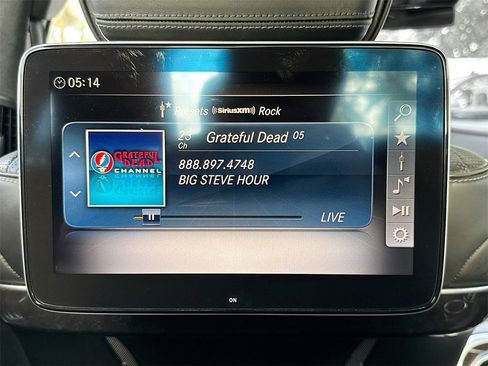 05:14
Presets SiriusXM Rock
23 Grateful Dead 05
Ch
GRATEFUL
DEAD
CHANNEL
888.897.4748
BIG STEVE HOUR
LIVE
ON